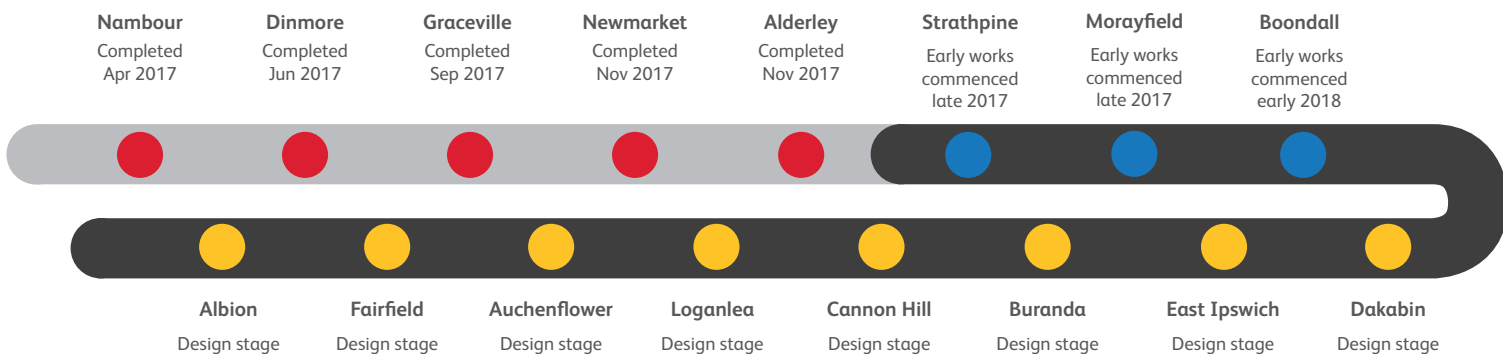 Nambour
Completed
Apr 2017
Dinmore
Completed
Jun 2017
Graceville
Completed
Sep 2017
Newmarket
Completed
Nov 2017
Alderley
Completed
Nov 2017
Strathpine
Early works
commenced
late 2017
Morayfield
Early works
commenced
late 2017
Boondall
Early works
commenced
early 2018
Albion
Design stage
Fairfield
Design stage
Auchenflower
Design stage
Loganlea
Design stage
Cannon Hill
Design stage
Buranda
Design stage
East Ipswich
Design stage
Dakabin
Design stage